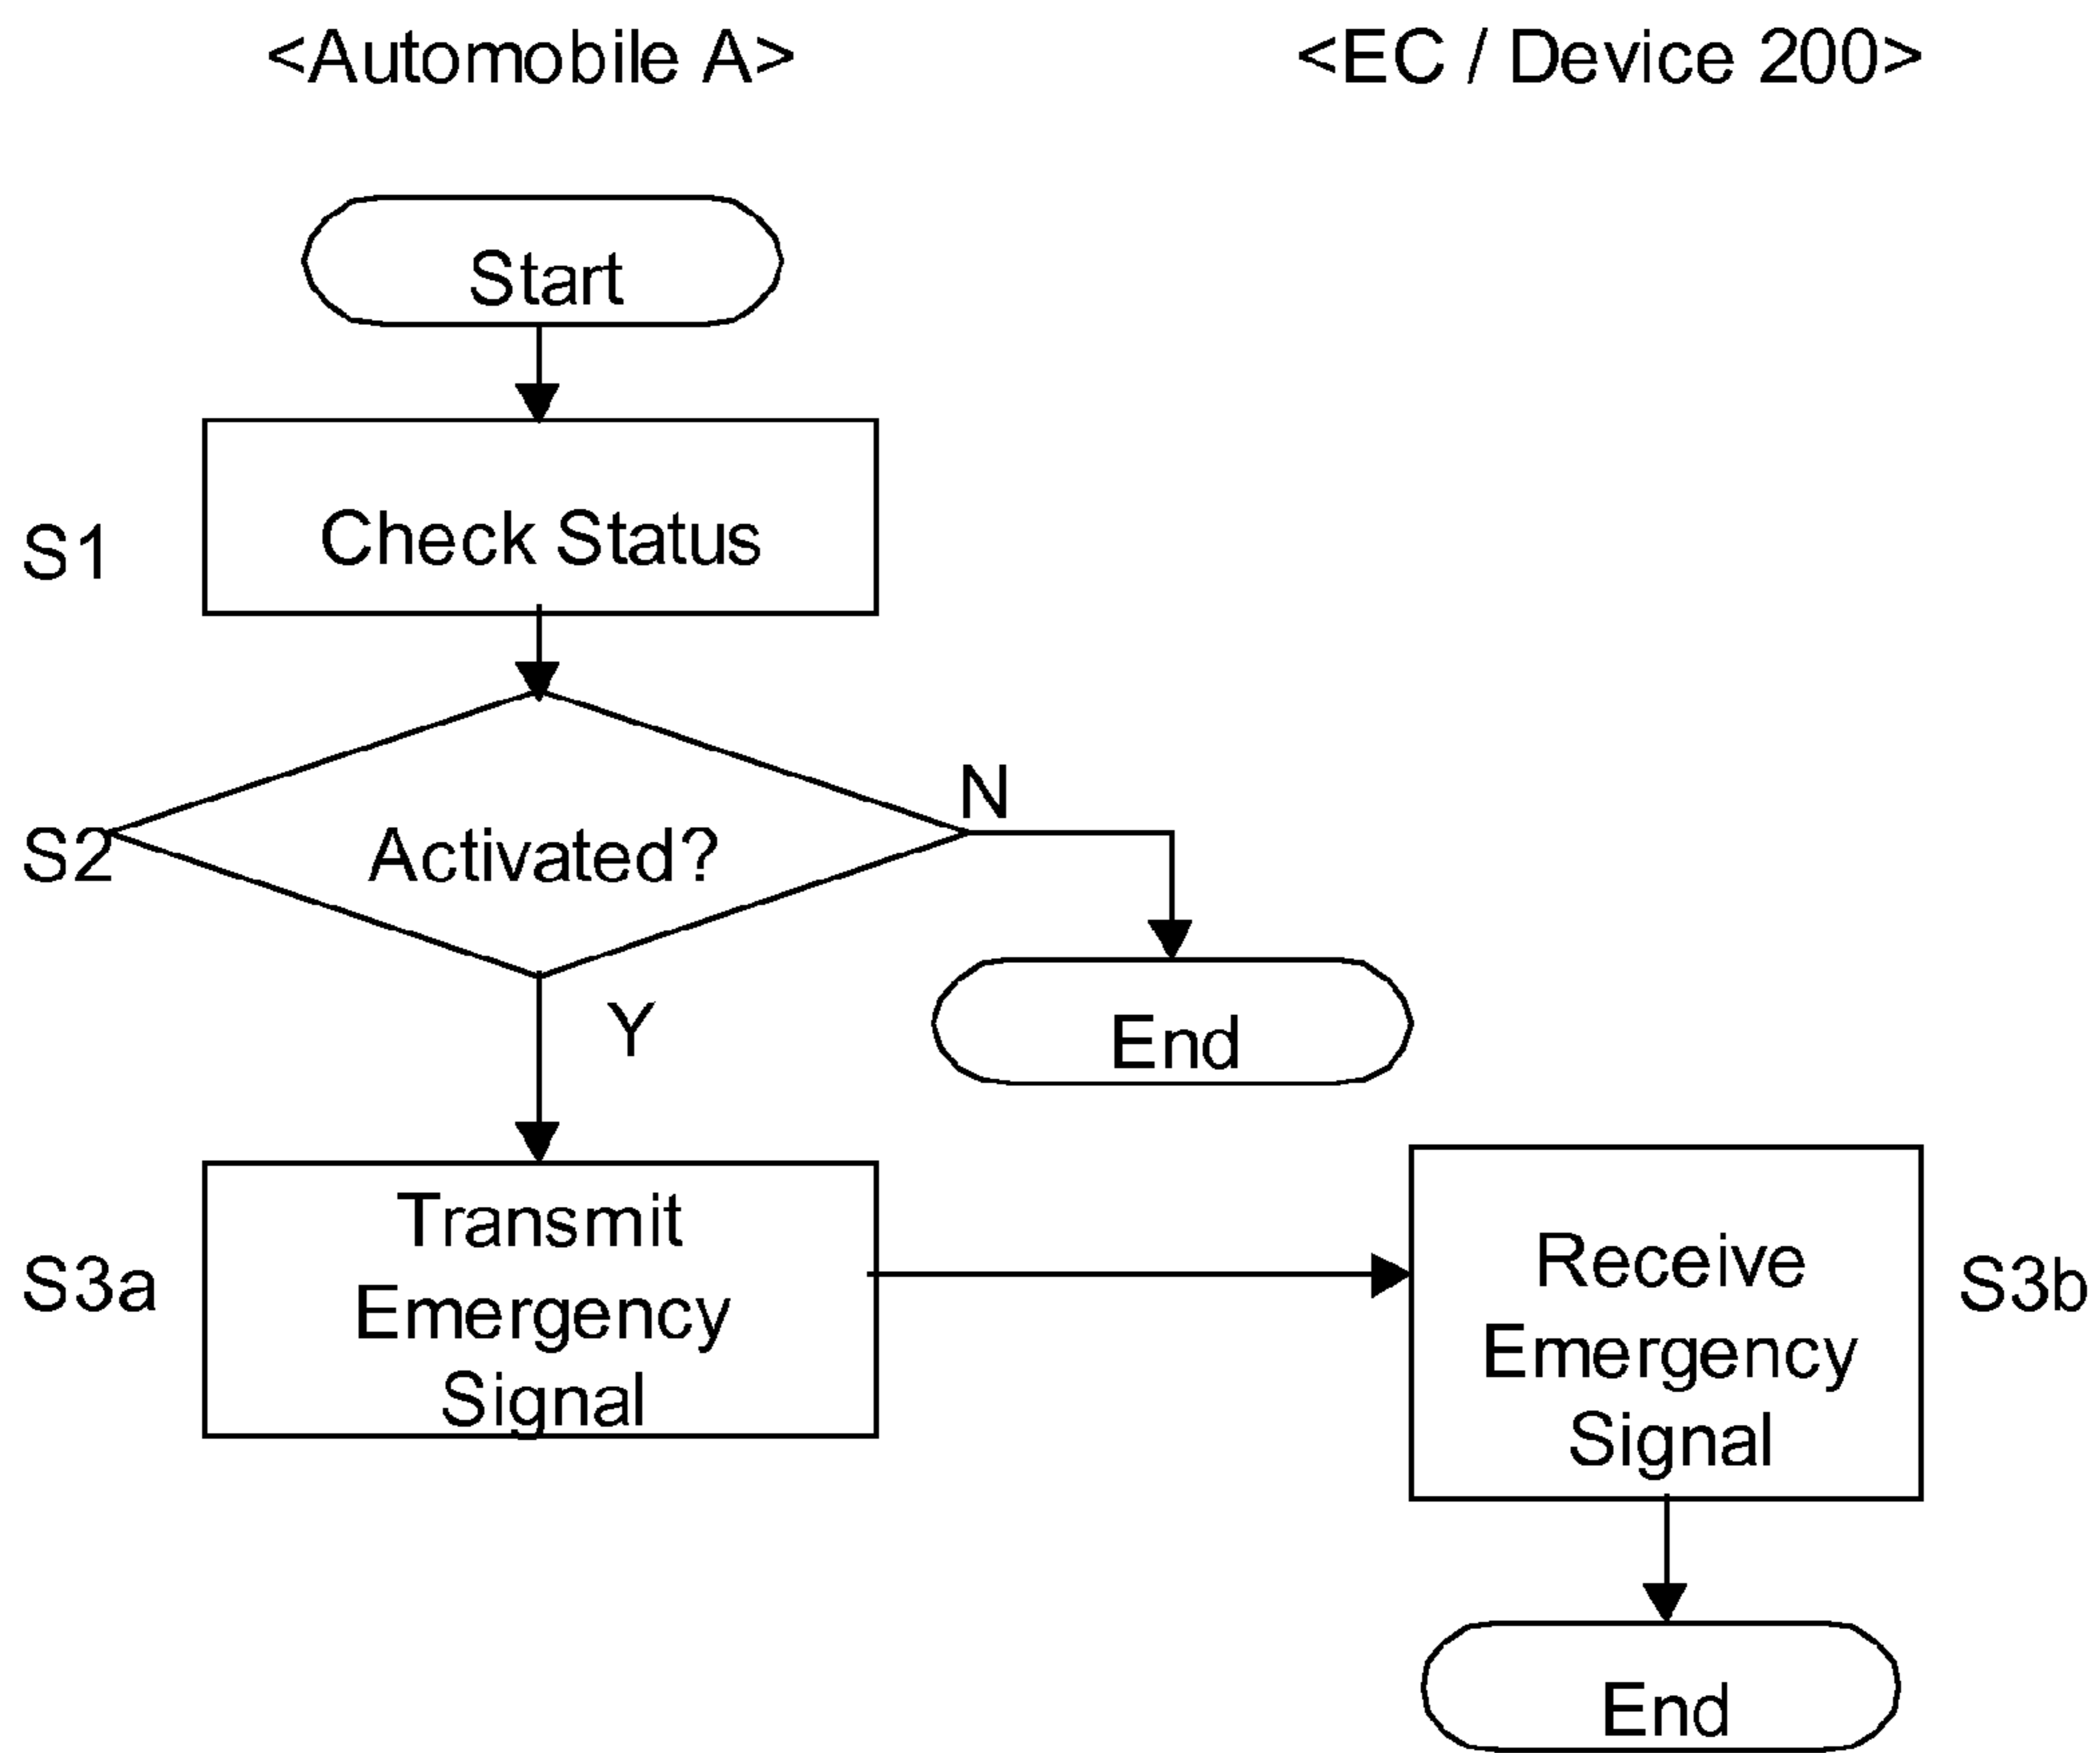 <Automobile A>
<EC / Device 200>
Start
S1
Check Status
S2
Activated?
N
Y
End
S3a
Transmit
Emergency
Signal
Receive
Emergency
Signal
S3b
End